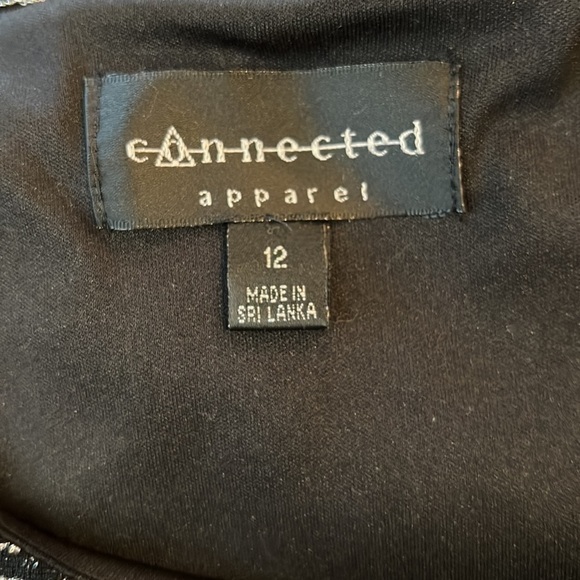 connected
apparel
12
MADE IN
SRI LANKA